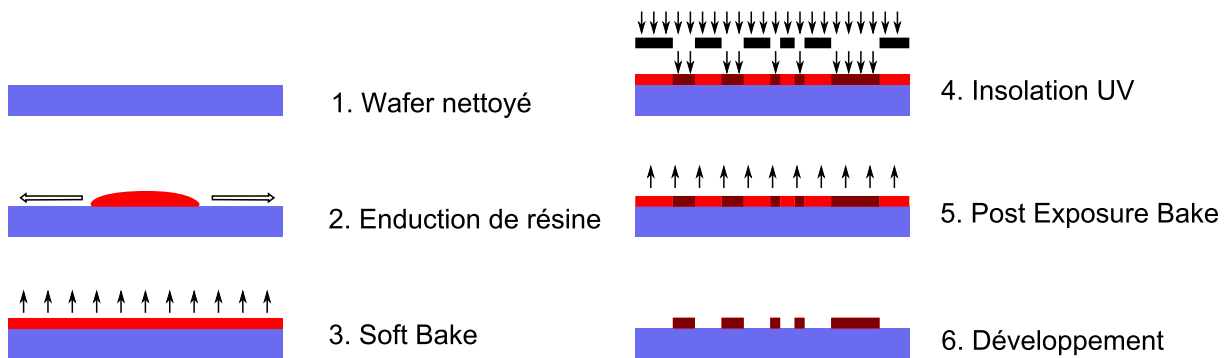 1. Wafer nettoyé
2. Enduction de résine
3. Soft Bake
4. Insolation UV
5. Post Exposure Bake
6. Développement